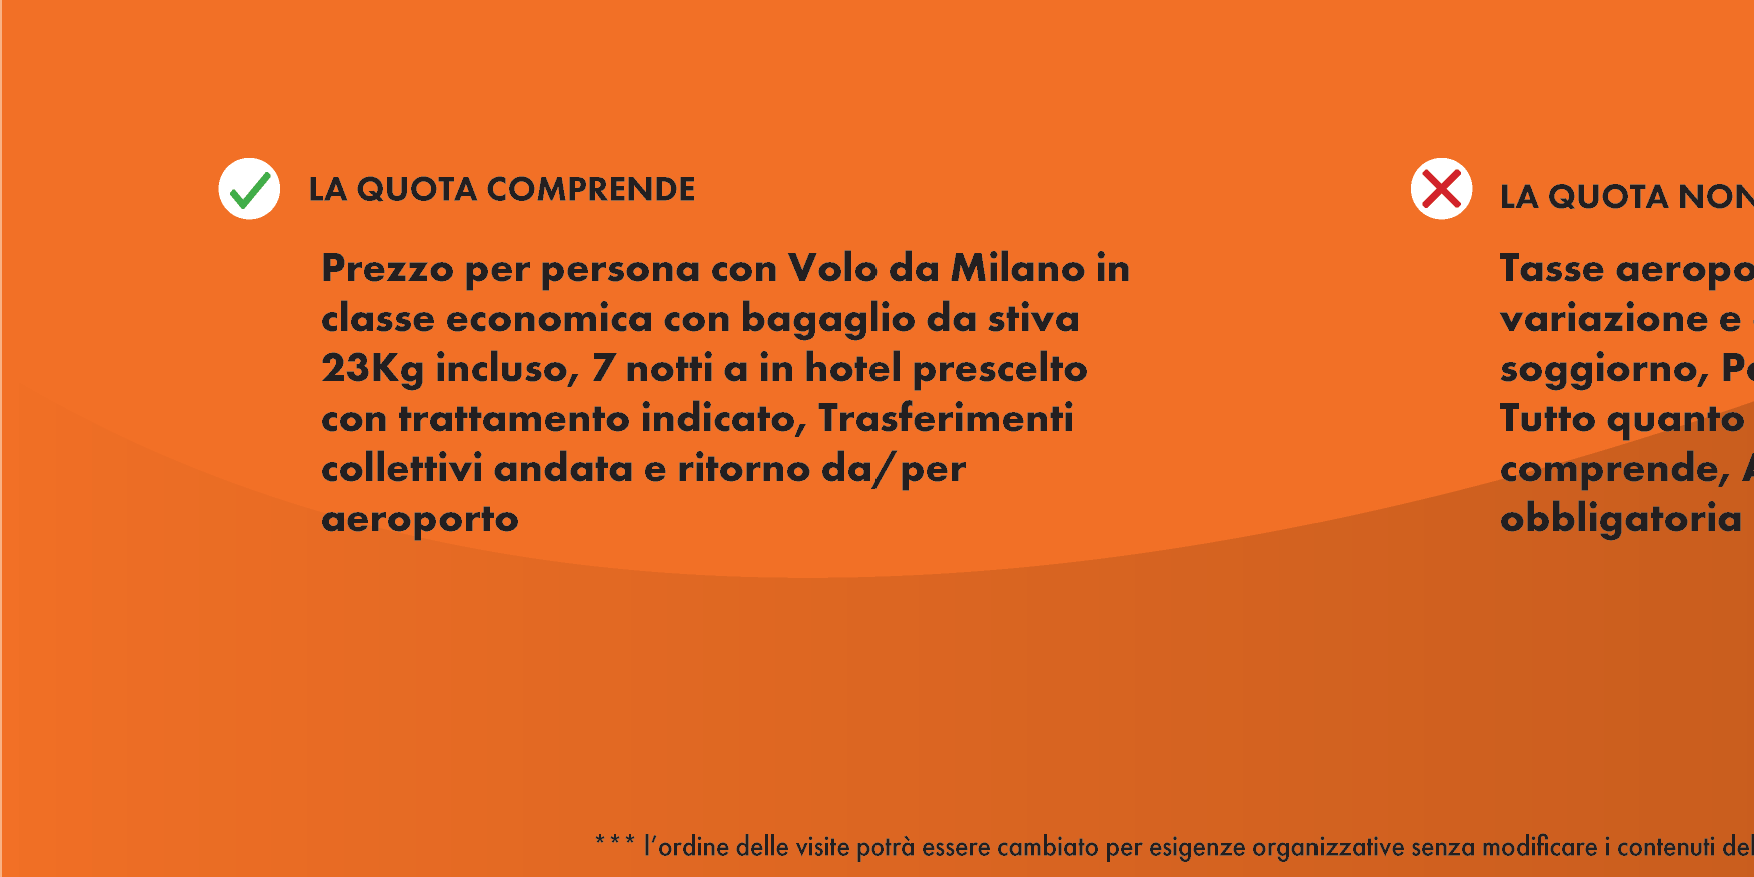 LA QUOTA COMPRENDE
Prezzo per persona con Volo da Milano in
classe economica con bagaglio da stiva
23Kg incluso, 7 notti a in hotel prescelto
con trattamento indicato, Trasferimenti
collettivi andata e ritorno da/per
aeroporto
LA QUOTA NON
Tasse
variazione e
soggiorno,
Tutto quanto
comprende,
obbligatoria
*** l'ordine delle visite potrà essere cambiato per esigenze organizzative senza modificare i contenuti